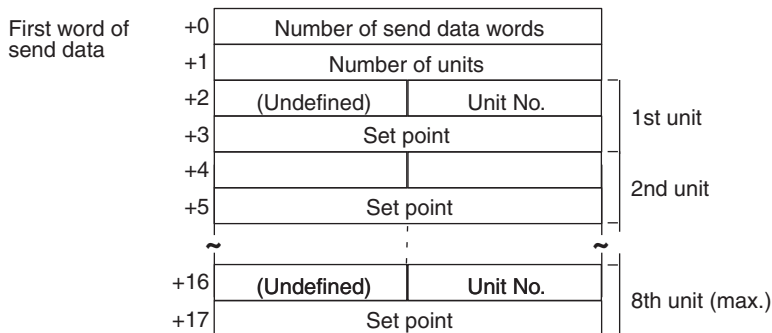 First word of
send data
+0 Number of send data words
+1 Number of units
+2 (Undefined) Unit No.
+3 Set point
1st unit
+4
+5 Set point
2nd unit
~ ~
+16 (Undefined) Unit No.
+17 Set point
8th unit (max.)